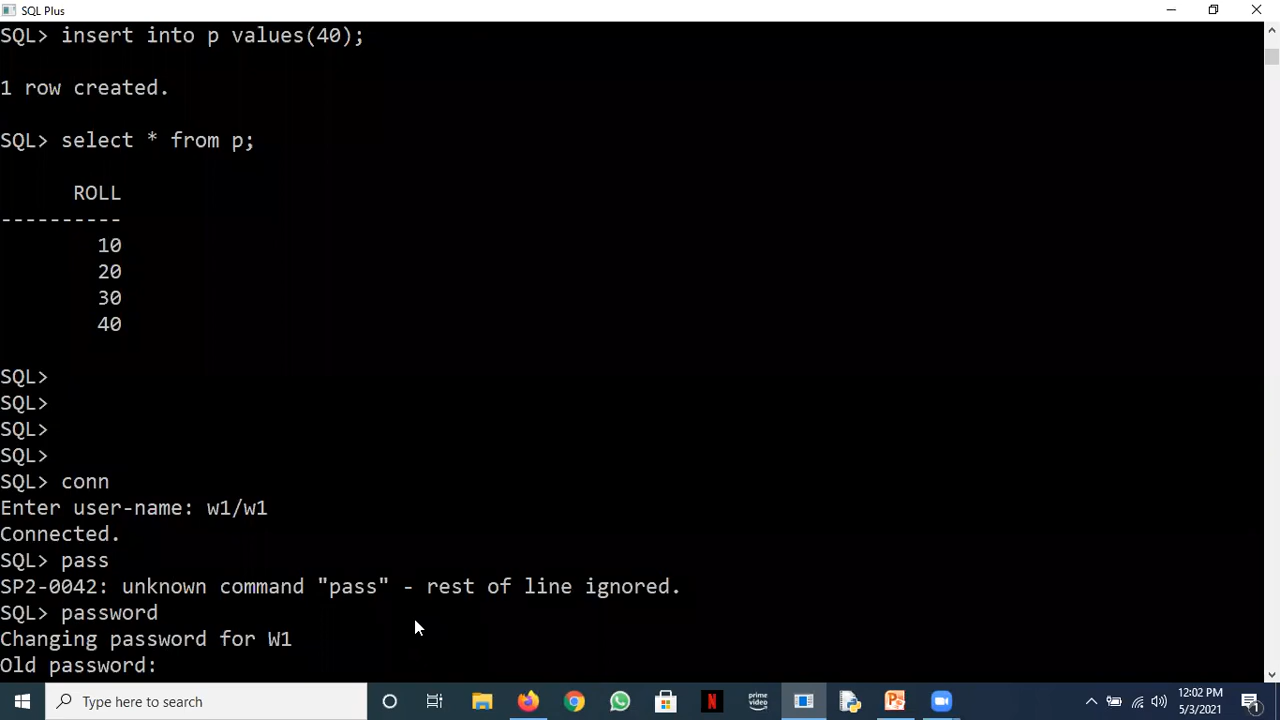 SQL Plus
SQL> insert into p values(40);
1 row created.
SQL> select * from p;
ROLL
----------
10
20
30
40
SQL>
SQL>
SQL>
SQL>
SQL> conn
Enter user-name: w1/w1
Connected.
SQL> pass
SP2-0042: unknown command "pass" - rest of line ignored.
SQL> password
Changing password for W1
Old password:
Type here to search
N
prime video
12:02 PM
5/3/2021
1